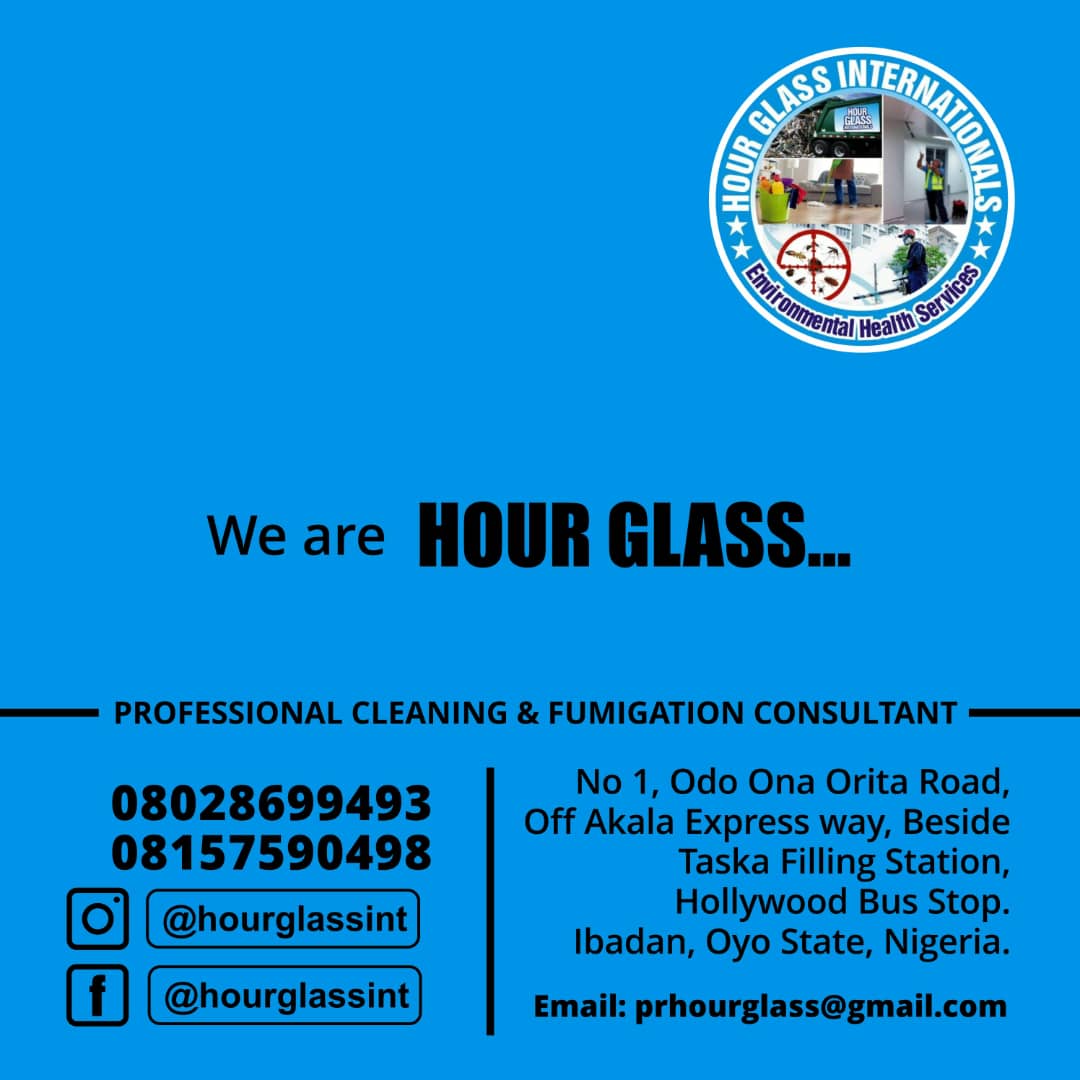 HOUR GLASS INTERNATIONALS
HOUR
GLASS
INTERNATIONALS
Environmental Health Services
We are HOUR GLASS...
PROFESSIONAL CLEANING & FUMIGATION CONSULTANT
08028699493
08157590498
@hourglassint
@hourglassint
No 1, Odo Ona Orita Road,
Off Akala Express way, Beside
Taska Filling Station,
Hollywood Bus Stop.
Ibadan, Oyo State, Nigeria.
Email: prhourglass@gmail.com